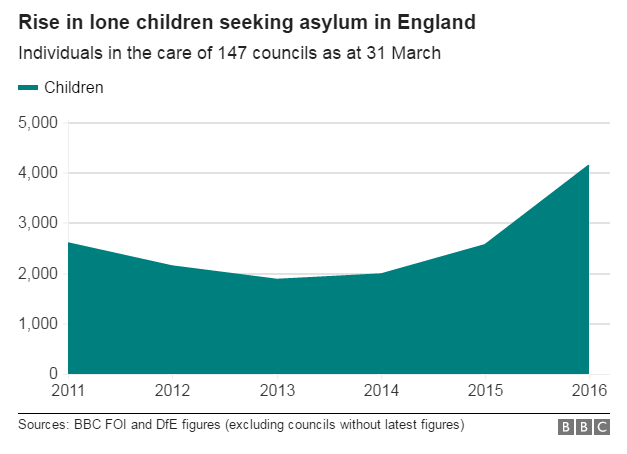 Rise in lone children seeking asylum in England
Individuals in the care of 147 councils as at 31 March
Children
5,000
4,000
3,000
2,000
1,000
0
2011 2012 2013 2014 2015 2016
Sources: BBC FOI and DfE figures (excluding councils without latest figures)
BBC